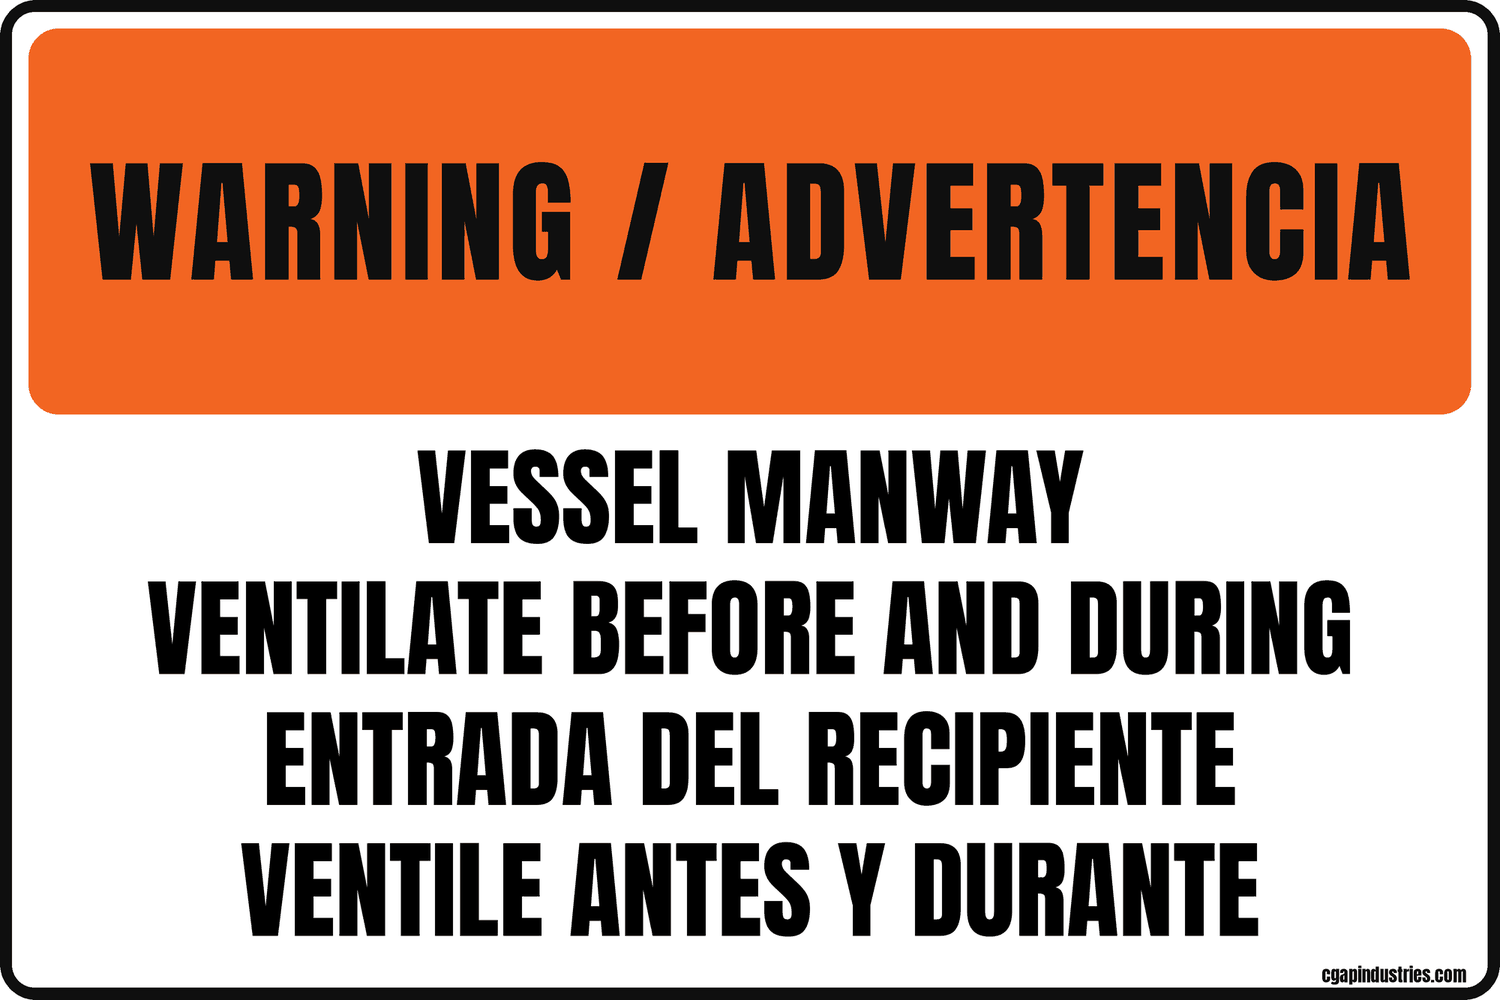 WARNING / ADVERTENCIA
VESSEL MANWAY
VENTILATE BEFORE AND DURING
ENTRADA DEL RECIPIENTE
VENTILE ANTES Y DURANTE
cgapindustries.com